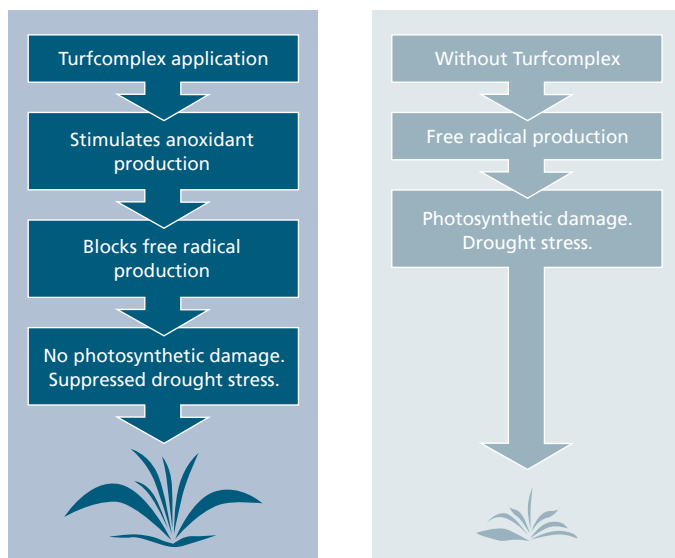 Turfcomplex application
Stimulates anoxidant
production
Blocks free radical
production
No photosynthetic damage.
Suppressed drought stress.
Without Turfcomplex
Free radical production
Photosynthetic damage.
Drought stress.